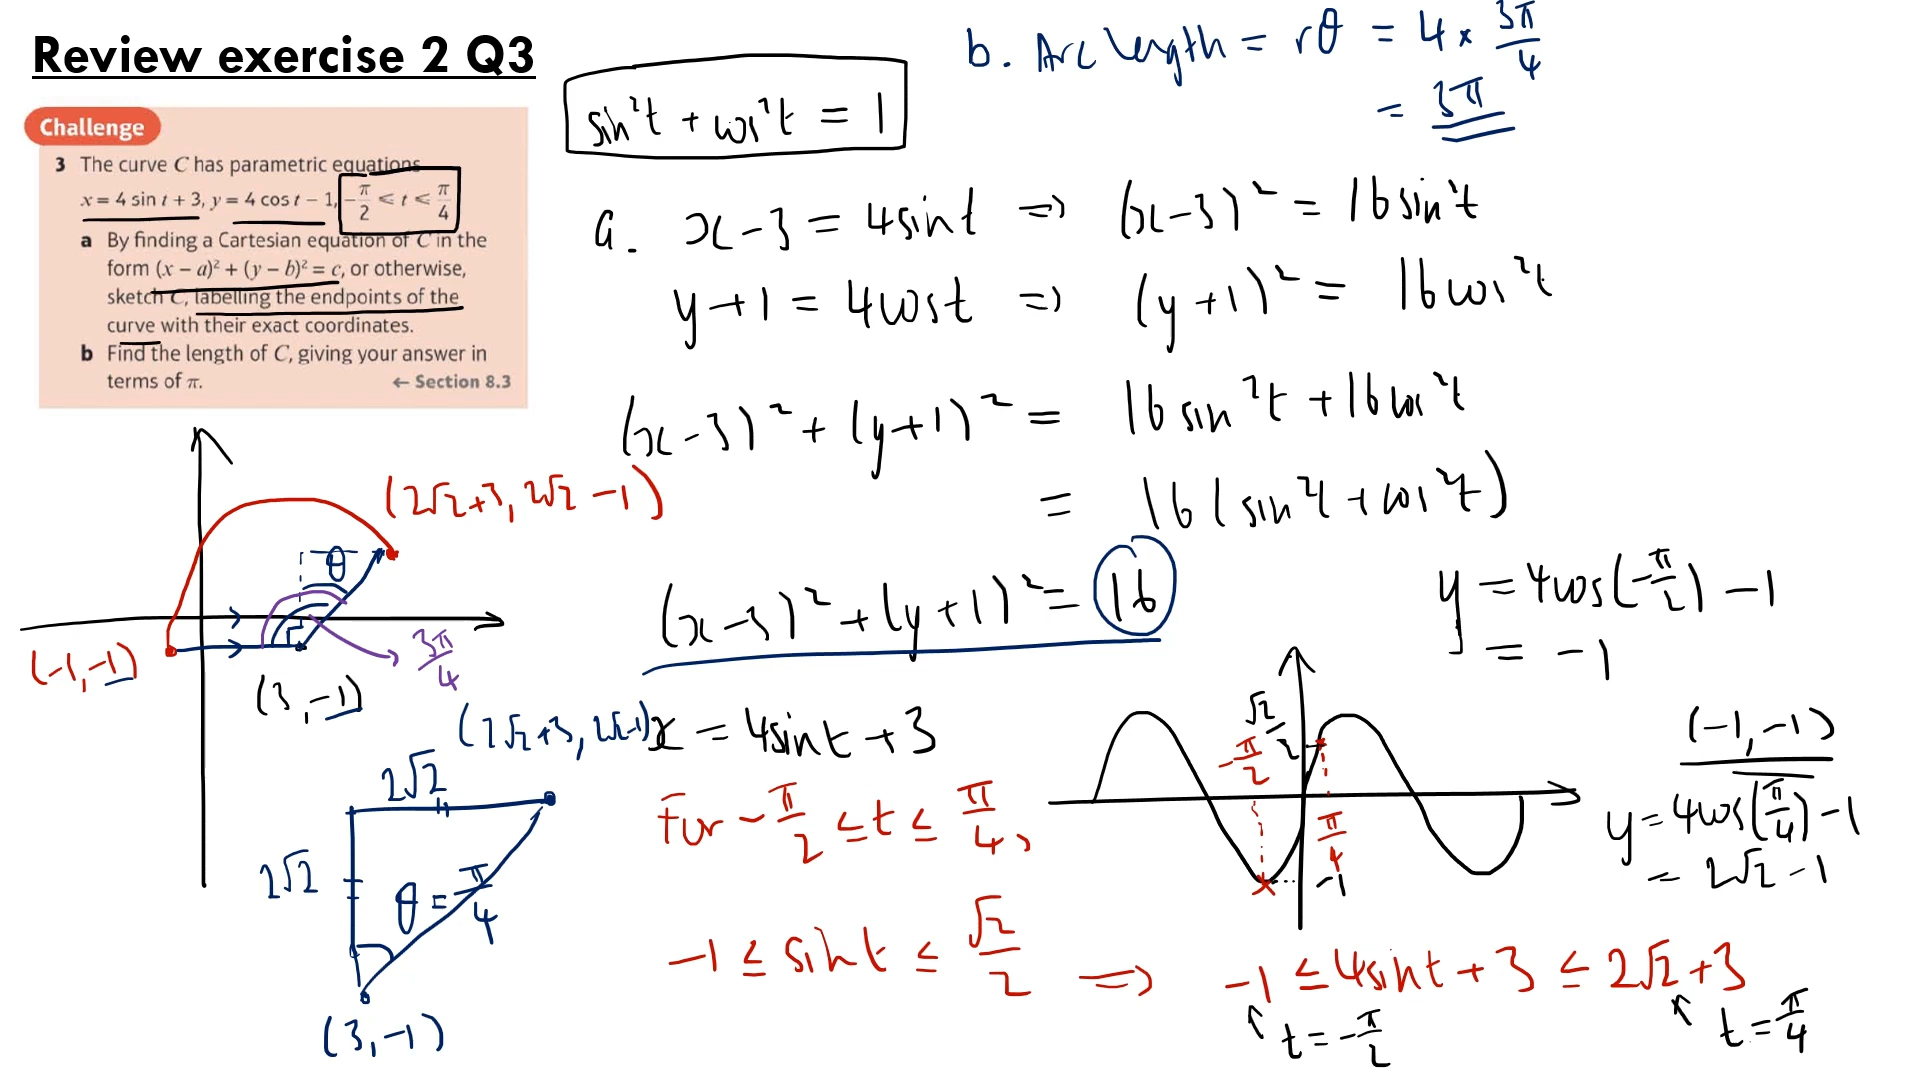 Review exercise 2 Q3
Challenge
3 The curve C has parametric equations
x = 4 sin t + 3, y = 4 cos t − 1, −π/2 ⩽ t ⩽ π/4
a By finding a Cartesian equation of C in the
form (x − a)² + (y − b)² = c, or otherwise,
sketch C, labelling the endpoints of the
curve with their exact coordinates.
b Find the length of C, giving your answer in
terms of π.
← Section 8.3
sin²t + cos²t = 1
b. Arc length = rθ = 4 × 3π/4
= 3π
a. x−3 = 4sint ⇒ (x−3)² = 16sin²t
y+1 = 4cost ⇒ (y+1)² = 16cos²t
(x−3)² + (y+1)² = 16sin²t + 16cos²t
= 16(sin²t + cos²t)
(x−3)² + (y+1)² = 16
(2√2+3, 2√2−1)
θ
(-1,-1)
(3,-1)
3π/4
(2√2+3, 2√2-1)
2√2
2√2
θ = π/4
(3,-1)
x = 4sint + 3
For -π/2 ≤ t ≤ π/4,
-1 ≤ sint ≤ √2/2 ⇒ -1 ≤ 4sint + 3 ≤ 2√2+3
t = -π/2
t = π/4
y = 4cos(-π/2) - 1
= -1
(-1,-1)
y = 4cos(π/4) - 1
= 2√2 - 1
√2/2
-π/2
π/4
-1